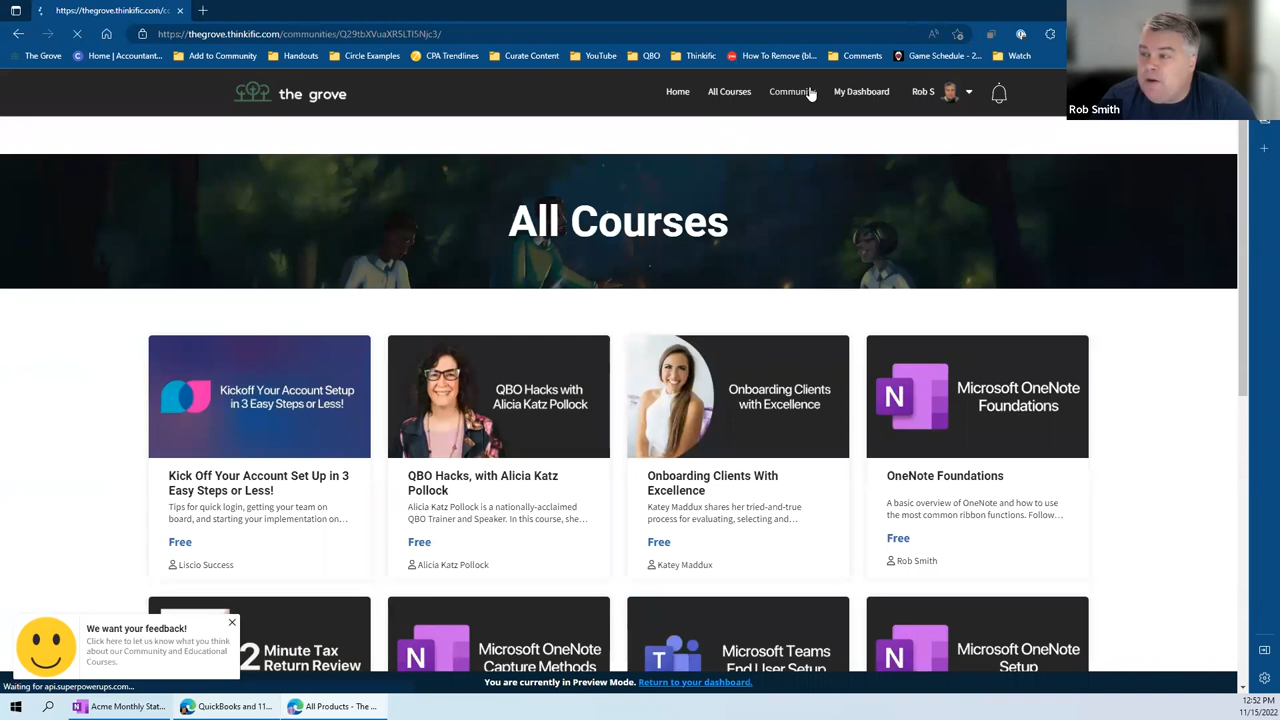 https://thegrove.thinkific.com/cc
https://thegrove.thinkific.com/communities/Q29tbXVuaXR5LTI5Njc3/
The Grove
Home | Accountant...
Add to Community
Handouts
Circle Examples
CPA Trendlines
Curate Content
YouTube
QBO
Thinkific
How To Remove (bl...
Comments
Game Schedule - 2...
Watch
the grove
Home
All Courses
Community
My Dashboard
Rob S
Rob Smith
All Courses
Kickoff Your Account Setup
in 3 Easy Steps or Less!
QBO Hacks with
Alicia Katz Pollock
Onboarding Clients
with Excellence
N
Microsoft OneNote
Foundations
Kick Off Your Account Set Up in 3
Easy Steps or Less!
Tips for quick login, getting your team on
board, and starting your implementation on...
Free
Liscio Success
QBO Hacks, with Alicia Katz
Pollock
Alicia Katz Pollock is a nationally-acclaimed
QBO Trainer and Speaker. In this course, she...
Free
Alicia Katz Pollock
Onboarding Clients With
Excellence
Katey Maddux shares her tried-and-true
process for evaluating, selecting and...
Free
Katey Maddux
OneNote Foundations
A basic overview of OneNote and how to use
the most common ribbon functions. Follow...
Free
Rob Smith
We want your feedback!
Click here to let us know what you think
about our Community and Educational
Courses.
2 Minute Tax
Return Review
N
Microsoft OneNote
Capture Methods
T
Microsoft Teams
End User Setup
N
Microsoft OneNote
Setup
You are currently in Preview Mode. Return to your dashboard.
Waiting for api.superpowerups.com...
Acme Monthly Stat...
QuickBooks and 11...
All Products - The ...
12:52 PM
11/15/2022